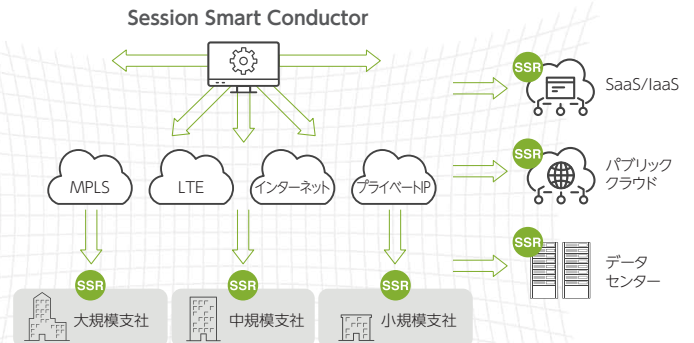 Session Smart Conductor
SSR
SaaS/IaaS
MPLS
LTE
インターネット
プライベートIP
SSR
パブリック
クラウド
SSR
データ
センター
SSR
大規模支社
SSR
中規模支社
SSR
小規模支社